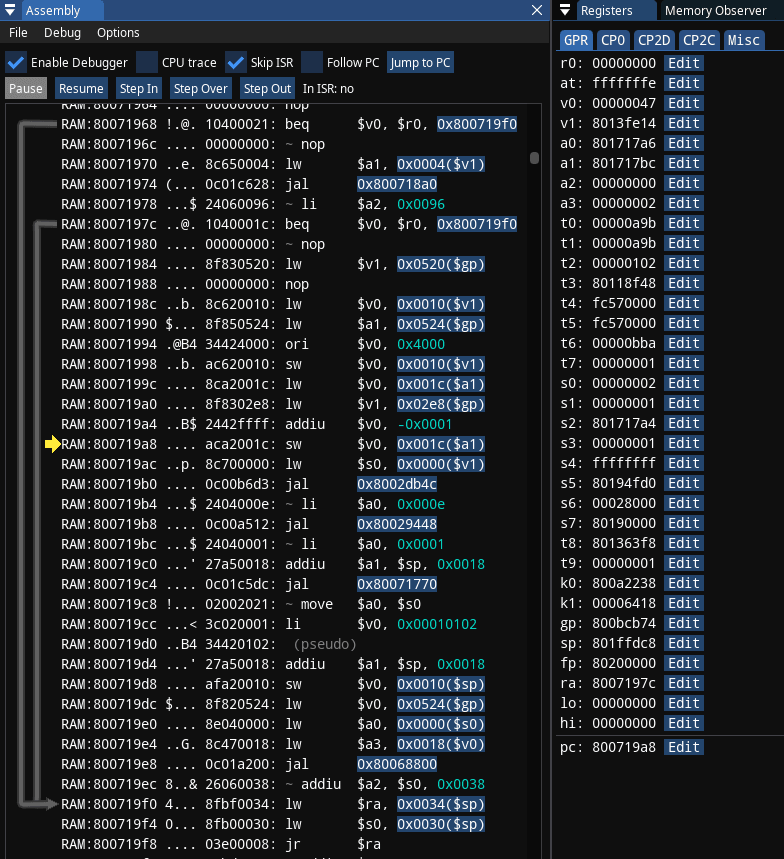 Assembly
File Debug Options
Enable Debugger CPU trace Skip ISR Follow PC Jump to PC
Pause Resume Step In Step Over Step Out In ISR: no
RAM:80071964 .... 00000000: nop
RAM:80071968 !.@. 10400021: beq $v0, $r0, 0x800719f0
RAM:8007196c .... 00000000: ~ nop
RAM:80071970 ..e. 8c650004: lw $a1, 0x0004($v1)
RAM:80071974 (... 0c01c628: jal 0x800718a0
RAM:80071978 ...$ 24060096: ~ li $a2, 0x0096
RAM:8007197c ..@. 1040001c: beq $v0, $r0, 0x800719f0
RAM:80071980 .... 00000000: ~ nop
RAM:80071984 .... 8f830520: lw $v1, 0x0520($gp)
RAM:80071988 .... 00000000: nop
RAM:8007198c ..b. 8c620010: lw $v0, 0x0010($v1)
RAM:80071990 $... 8f850524: lw $a1, 0x0524($gp)
RAM:80071994 .@B4 34424000: ori $v0, 0x4000
RAM:80071998 ..b. ac620010: sw $v0, 0x0010($v1)
RAM:8007199c .... 8ca2001c: lw $v0, 0x001c($a1)
RAM:800719a0 .... 8f8302e8: lw $v1, 0x02e8($gp)
RAM:800719a4 ..B$ 2442ffff: addiu $v0, -0x0001
RAM:800719a8 .... aca2001c: sw $v0, 0x001c($a1)
RAM:800719ac ..p. 8c700000: lw $s0, 0x0000($v1)
RAM:800719b0 .... 0c00b6d3: jal 0x8002db4c
RAM:800719b4 ...$ 2404000e: ~ li $a0, 0x000e
RAM:800719b8 .... 0c00a512: jal 0x80029448
RAM:800719bc ...$ 24040001: ~ li $a0, 0x0001
RAM:800719c0 ...' 27a50018: addiu $a1, $sp, 0x0018
RAM:800719c4 .... 0c01c5dc: jal 0x80071770
RAM:800719c8 !... 02002021: ~ move $a0, $s0
RAM:800719cc ...< 3c020001: li $v0, 0x00010102
RAM:800719d0 ..B4 34420102: (pseudo)
RAM:800719d4 ...' 27a50018: addiu $a1, $sp, 0x0018
RAM:800719d8 .... afa20010: sw $v0, 0x0010($sp)
RAM:800719dc $... 8f820524: lw $v0, 0x0524($gp)
RAM:800719e0 .... 8e040000: lw $a0, 0x0000($s0)
RAM:800719e4 ..G. 8c470018: lw $a3, 0x0018($v0)
RAM:800719e8 .... 0c01a200: jal 0x80068800
RAM:800719ec 8..& 26060038: ~ addiu $a2, $s0, 0x0038
RAM:800719f0 4... 8fbf0034: lw $ra, 0x0034($sp)
RAM:800719f4 0... 8fb00030: lw $s0, 0x0030($sp)
RAM:800719f8 .... 03e00008: jr $ra
Registers Memory Observer
GPR CP0 CP2D CP2C Misc
r0: 00000000 Edit
at: fffffffe Edit
v0: 00000047 Edit
v1: 8013fe14 Edit
a0: 801717a6 Edit
a1: 801717bc Edit
a2: 00000000 Edit
a3: 00000002 Edit
t0: 00000a9b Edit
t1: 00000a9b Edit
t2: 00000102 Edit
t3: 80118f48 Edit
t4: fc570000 Edit
t5: fc570000 Edit
t6: 00000bba Edit
t7: 00000001 Edit
s0: 00000002 Edit
s1: 00000001 Edit
s2: 801717a4 Edit
s3: 00000001 Edit
s4: ffffffff Edit
s5: 80194fd0 Edit
s6: 00028000 Edit
s7: 80190000 Edit
t8: 801363f8 Edit
t9: 00000001 Edit
k0: 800a2238 Edit
k1: 00006418 Edit
gp: 800bcb74 Edit
sp: 801ffdc8 Edit
fp: 80200000 Edit
ra: 8007197c Edit
lo: 00000000 Edit
hi: 00000000 Edit
pc: 800719a8 Edit